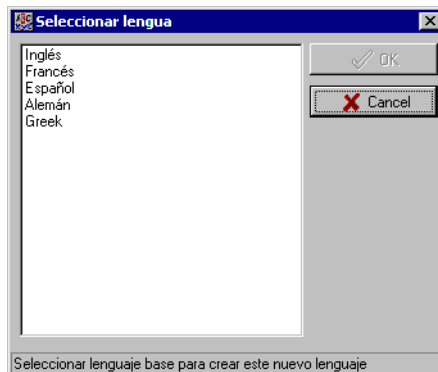 Seleccionar lengua
Inglés
Francés
Español
Alemán
Greek
OK
Cancel
Seleccionar lenguaje base para crear este nuevo lenguaje